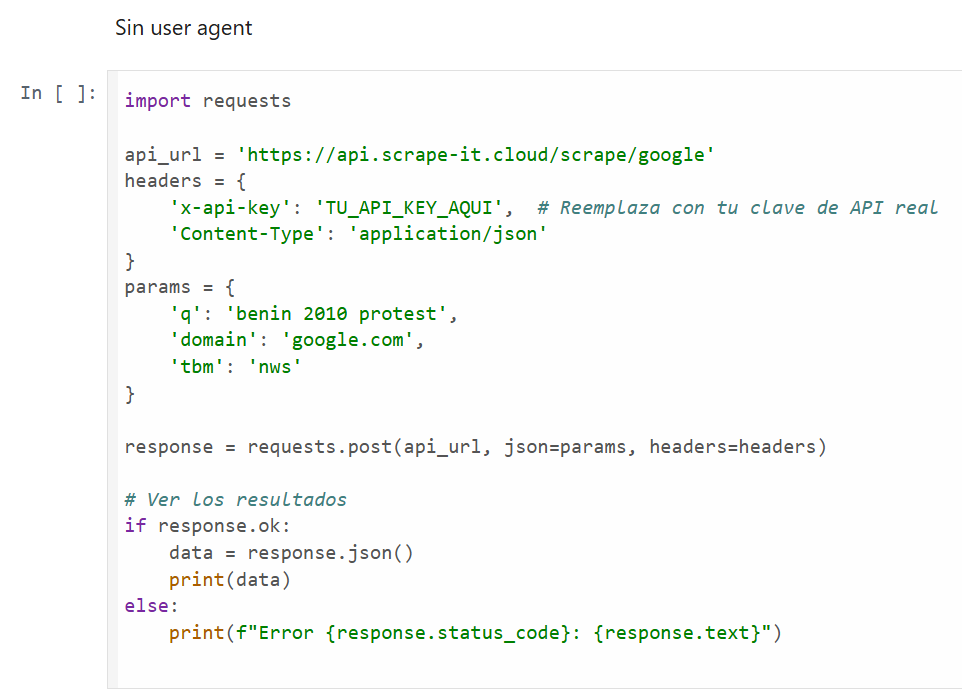 Sin user agent
In [ ]:
import requests
api_url = 'https://api.scrape-it.cloud/scrape/google'
headers = {
    'x-api-key': 'TU_API_KEY_AQUI',  # Reemplaza con tu clave de API real
    'Content-Type': 'application/json'
}
params = {
    'q': 'benin 2010 protest',
    'domain': 'google.com',
    'tbm': 'nws'
}
response = requests.post(api_url, json=params, headers=headers)
# Ver los resultados
if response.ok:
    data = response.json()
    print(data)
else:
    print(f"Error {response.status_code}: {response.text}")